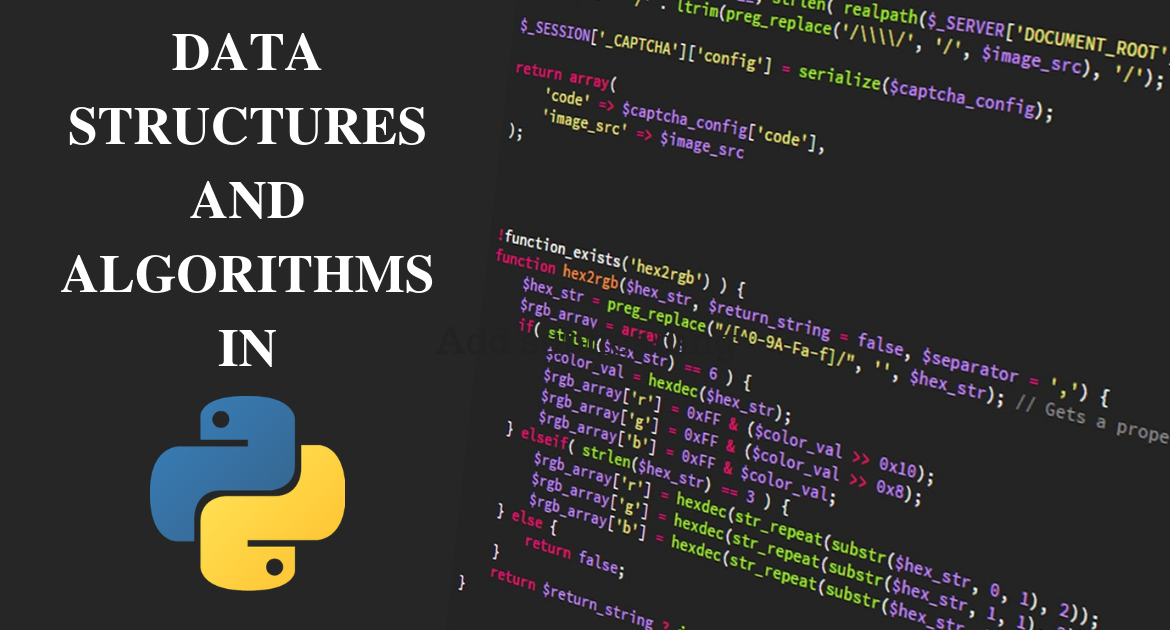 DATA
STRUCTURES
AND
ALGORITHMS
IN
strlen( realpath($_SERVER['DOCUMENT_ROOT'
ltrim(preg_replace('/\\\\/', '/', $image_src), '/');
$_SESSION['_CAPTCHA']['config'] = serialize($captcha_config);
return array(
'code' => $captcha_config['code'],
'image_src' => $image_src
);
!function_exists('hex2rgb') ) {
function hex2rgb($hex_str, $return_string = false, $separator = ',') {
$hex_str = preg_replace("/[^0-9A-Fa-f]/", '', $hex_str); // Gets a prope
$rgb_array = array();
if( strlen($hex_str) == 6 ) {
$color_val = hexdec($hex_str);
$rgb_array['r'] = 0xFF & ($color_val >> 0x10);
$rgb_array['g'] = 0xFF & ($color_val >> 0x8);
$rgb_array['b'] = 0xFF & $color_val;
} elseif( strlen($hex_str) == 3 ) {
$rgb_array['r'] = hexdec(str_repeat(substr($hex_str, 0, 1), 2));
$rgb_array['g'] = hexdec(str_repeat(substr($hex_str, 1, 1),
$rgb_array['b'] = hexdec(str_repeat(substr($hex_str
} else {
return false;
}
}
return $return_string ?
Add